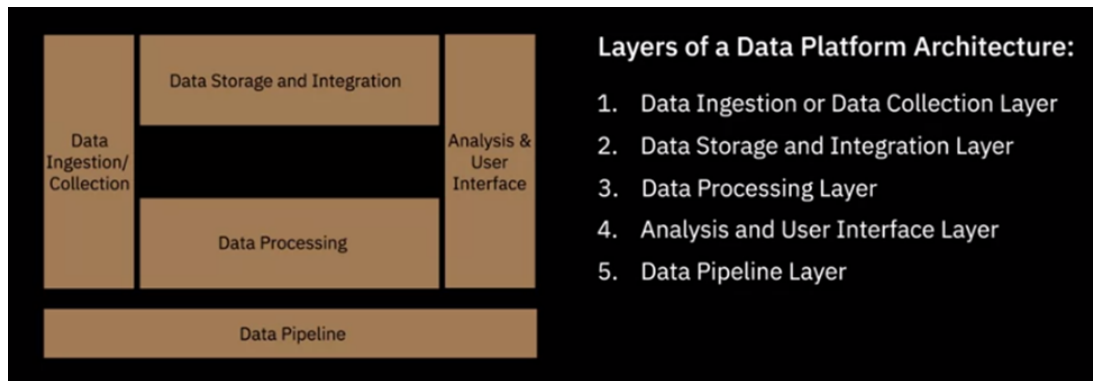 Data Storage and Integration
Data
Ingestion/
Collection
Analysis &
User
Interface
Data Processing
Data Pipeline
Layers of a Data Platform Architecture:
1. Data Ingestion or Data Collection Layer
2. Data Storage and Integration Layer
3. Data Processing Layer
4. Analysis and User Interface Layer
5. Data Pipeline Layer